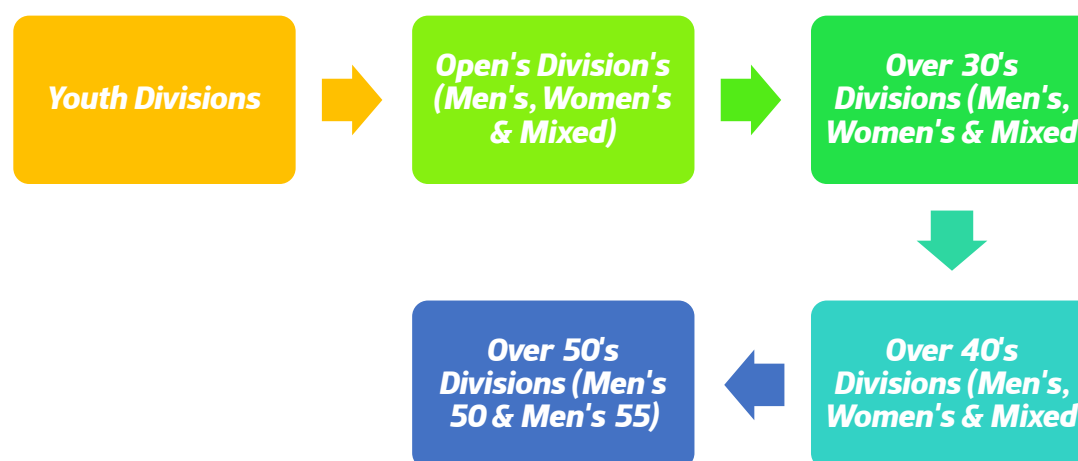 Youth Divisions
Open's Division's
(Men's, Women's
& Mixed)
Over 30's
Divisions (Men's,
Women's & Mixed
Over 40's
Divisions (Men's,
Women's & Mixed
Over 50's
Divisions (Men's
50 & Men's 55)